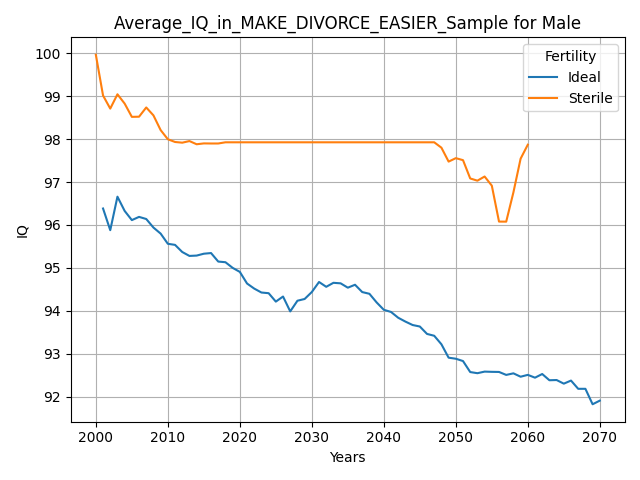 Average_IQ_in_MAKE_DIVORCE_EASIER_Sample for Male
Fertility
Ideal
Sterile
IQ
100
99
98
97
96
95
94
93
92
2000 2010 2020 2030 2040 2050 2060 2070
Years